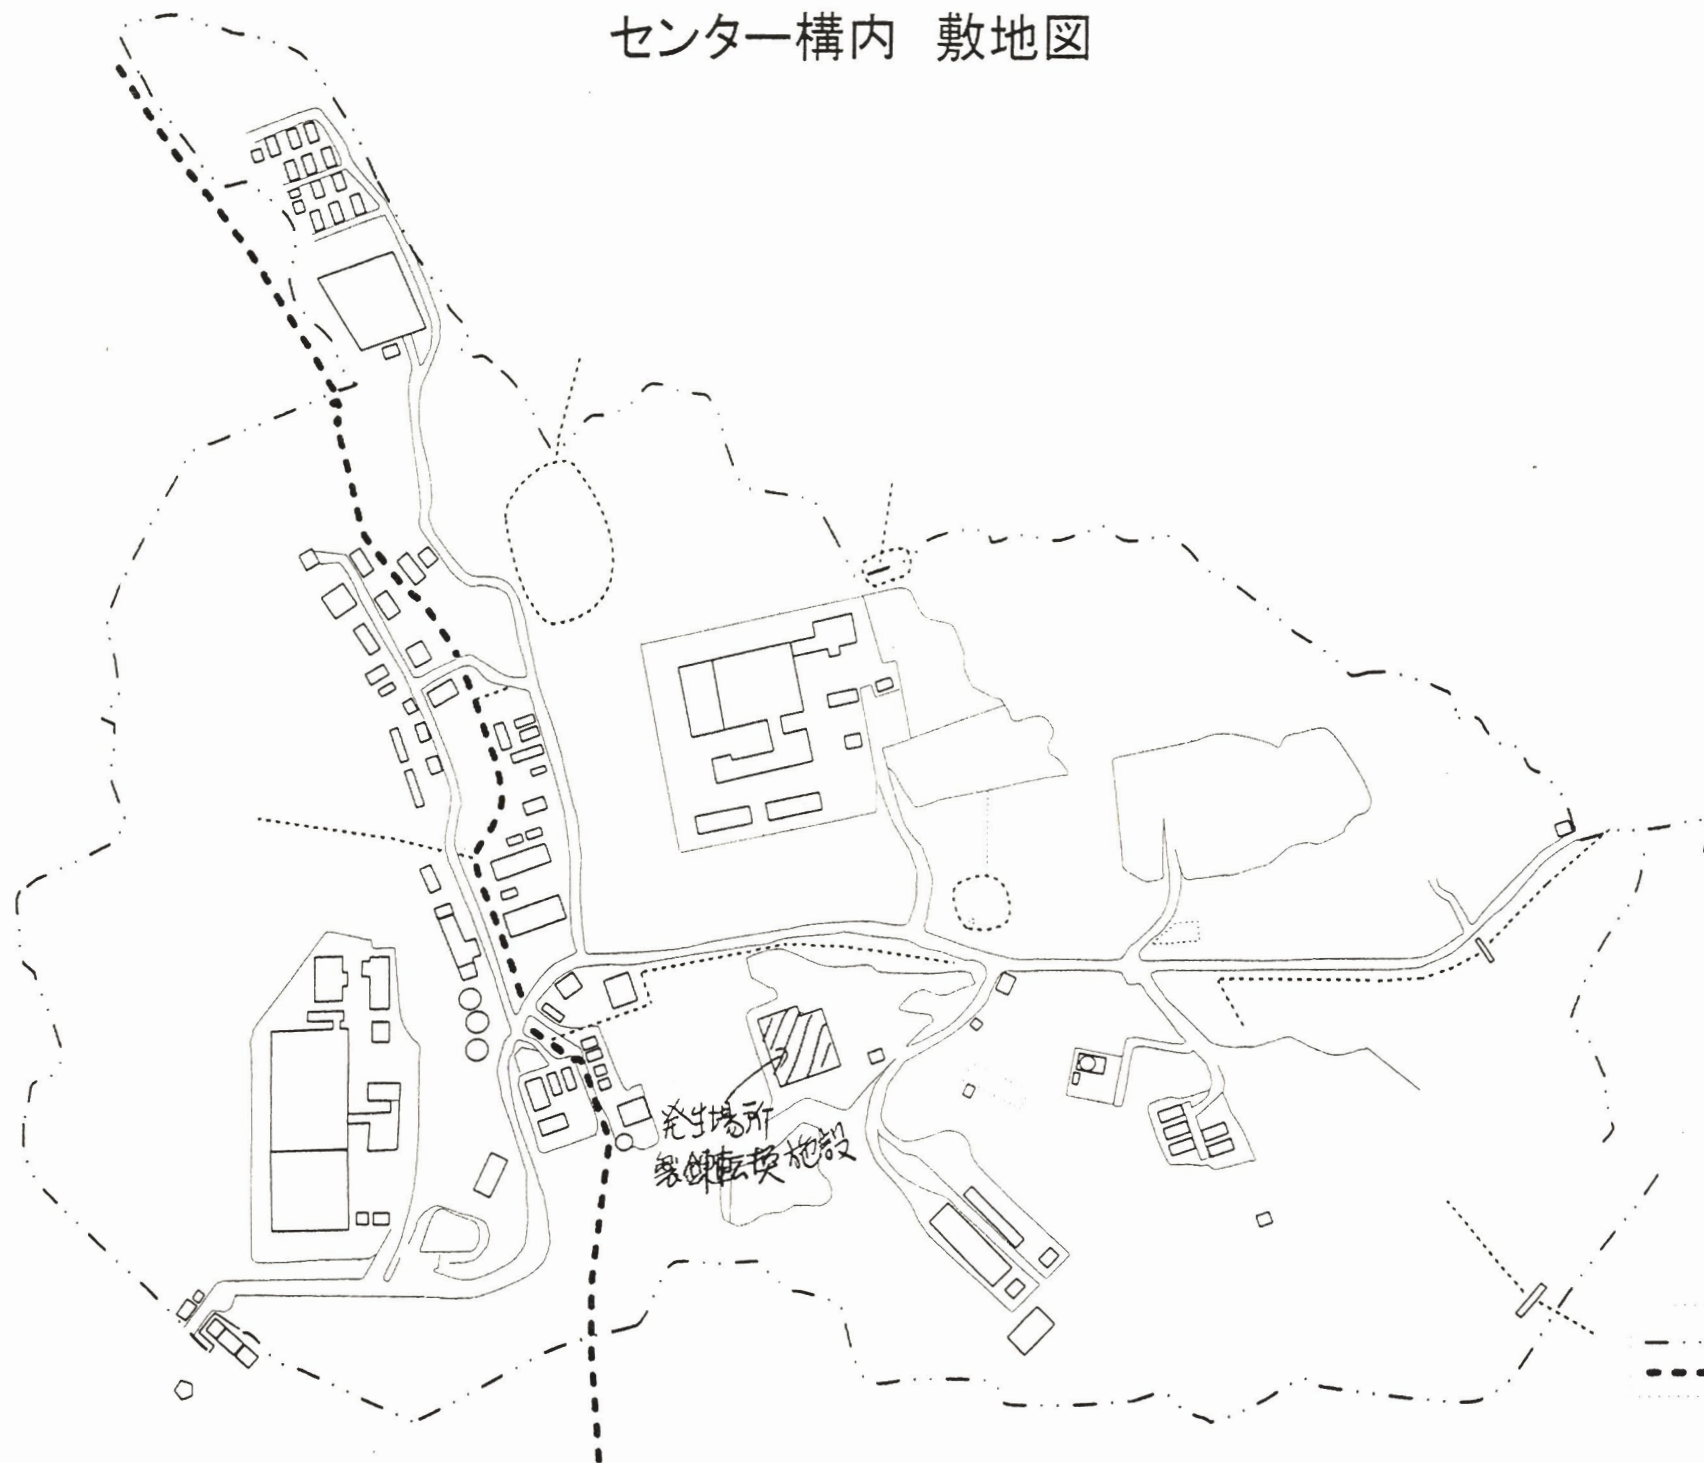 センター構内 敷地図
発生場所
製錬転換施設